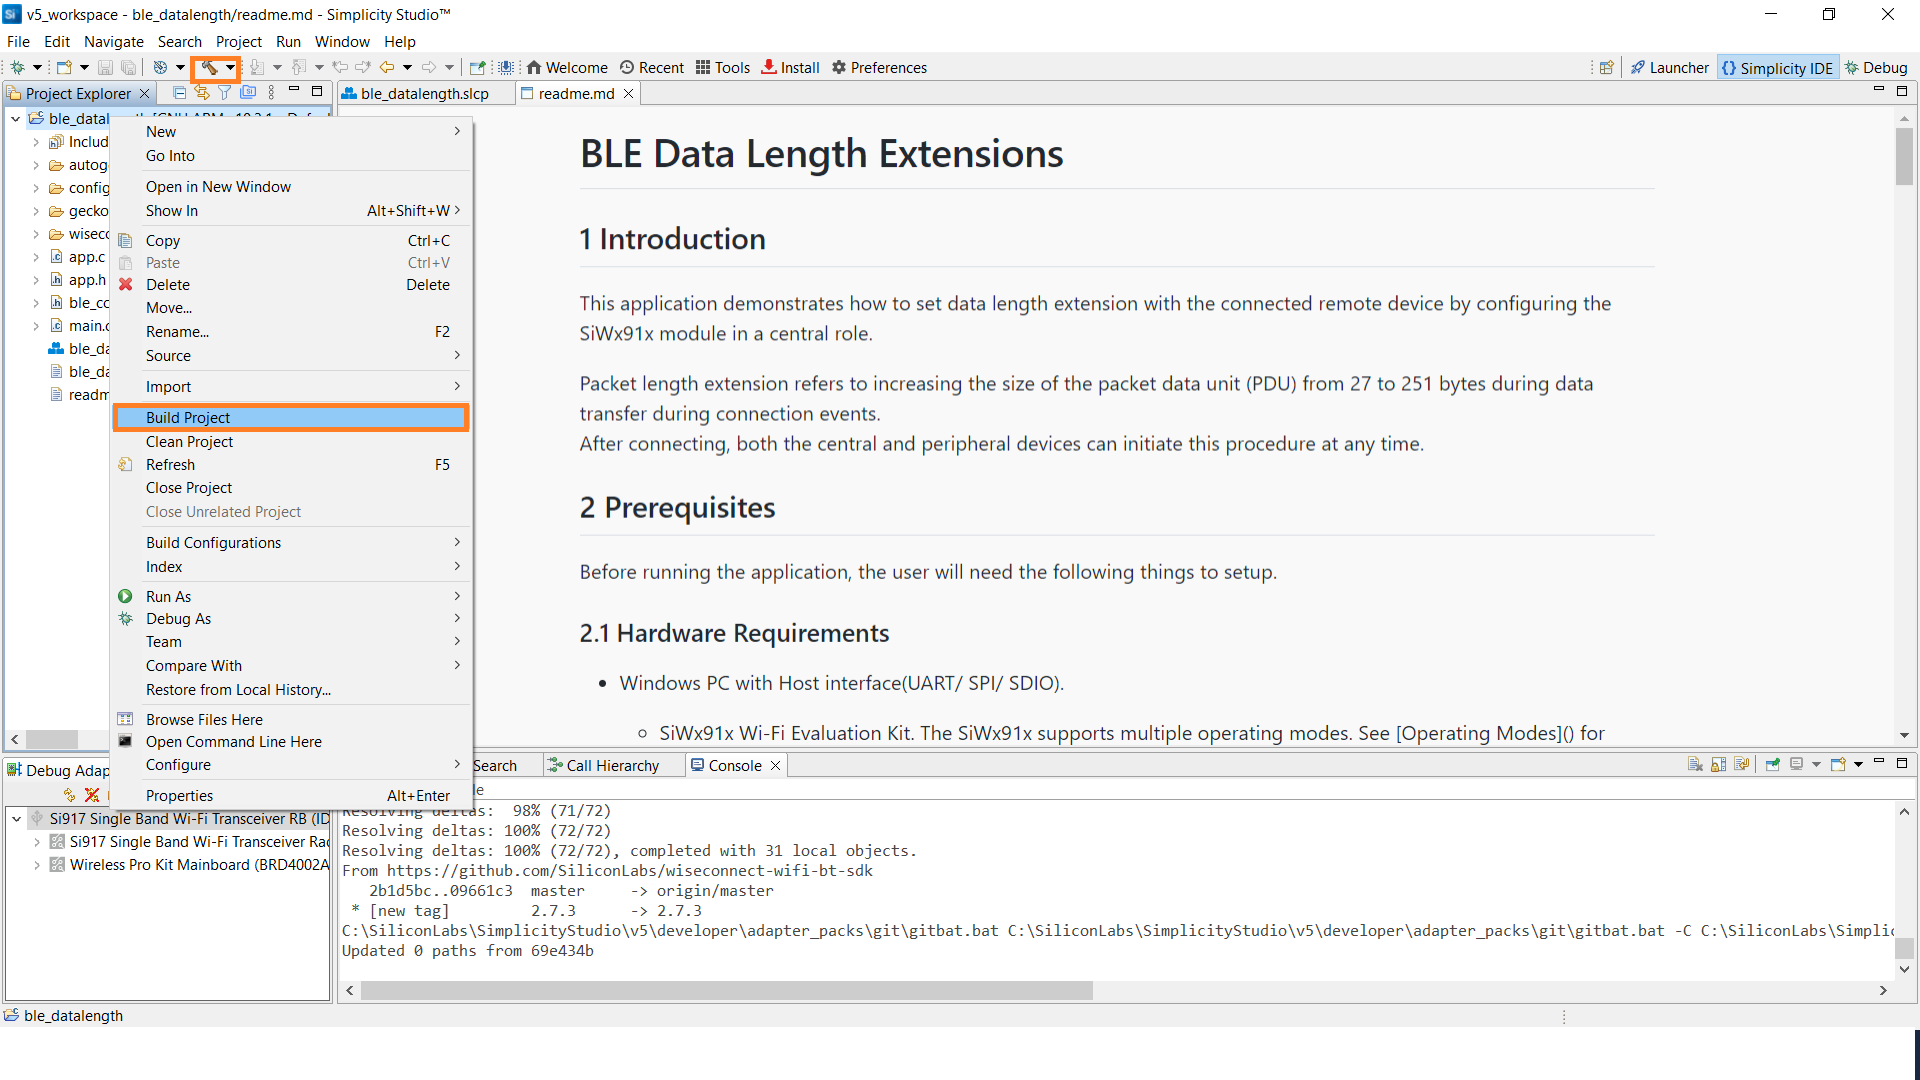 v5_workspace - ble_datalength/readme.md - Simplicity Studio™
File Edit Navigate Search Project Run Window Help
Welcome Recent Tools Install Preferences
Launcher Simplicity IDE Debug
Project Explorer
ble_datalength.slcp
readme.md
Includ
autog
config
gecko
wisecc
app.c
app.h
ble_co
main.c
ble_da
ble_da
readm
New
Go Into
Open in New Window
Show In Alt+Shift+W
Copy Ctrl+C
Paste Ctrl+V
Delete Delete
Move...
Rename... F2
Source
Import
Build Project
Clean Project
Refresh F5
Close Project
Close Unrelated Project
Build Configurations
Index
Run As
Debug As
Team
Compare With
Restore from Local History...
Browse Files Here
Open Command Line Here
Configure
Properties Alt+Enter
BLE Data Length Extensions
1 Introduction
This application demonstrates how to set data length extension with the connected remote device by configuring the
SiWx91x module in a central role.
Packet length extension refers to increasing the size of the packet data unit (PDU) from 27 to 251 bytes during data
transfer during connection events.
After connecting, both the central and peripheral devices can initiate this procedure at any time.
2 Prerequisites
Before running the application, the user will need the following things to setup.
2.1 Hardware Requirements
• Windows PC with Host interface(UART/ SPI/ SDIO).
◦ SiWx91x Wi-Fi Evaluation Kit. The SiWx91x supports multiple operating modes. See [Operating Modes]() for
Debug Adap
Si917 Single Band Wi-Fi Transceiver RB (ID
Si917 Single Band Wi-Fi Transceiver Rad
Wireless Pro Kit Mainboard (BRD4002A
Search
Call Hierarchy
Console
Resolving deltas:  98% (71/72)
Resolving deltas: 100% (72/72)
Resolving deltas: 100% (72/72), completed with 31 local objects.
From https://github.com/SiliconLabs/wiseconnect-wifi-bt-sdk
2b1d5bc..09661c3  master     -> origin/master
* [new tag]         2.7.3      -> 2.7.3
C:\SiliconLabs\SimplicityStudio\v5\developer\adapter_packs\git\gitbat.bat C:\SiliconLabs\SimplicityStudio\v5\developer\adapter_packs\git\gitbat.bat -C C:\SiliconLabs\Simplic
Updated 0 paths from 69e434b
ble_datalength